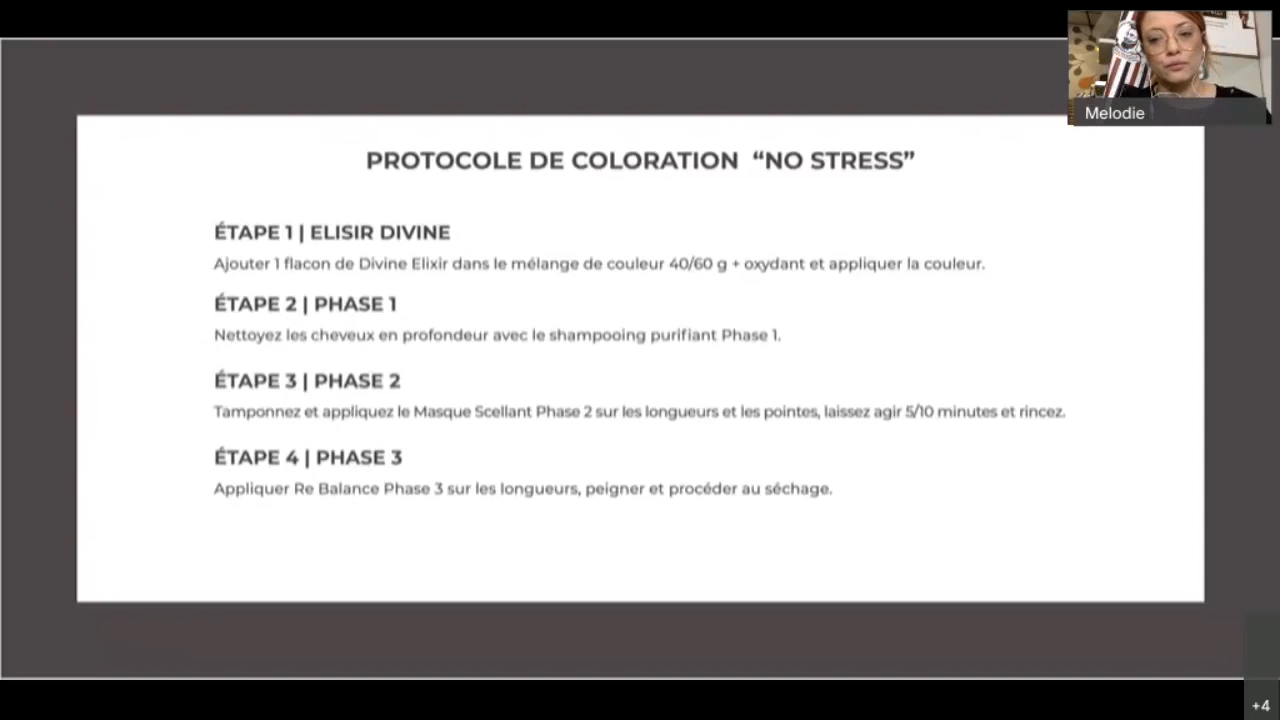 Melodie
PROTOCOLE DE COLORATION “NO STRESS”
ÉTAPE 1 | ELISIR DIVINE
Ajouter 1 flacon de Divine Elixir dans le mélange de couleur 40/60 g + oxydant et appliquer la couleur.
ÉTAPE 2 | PHASE 1
Nettoyez les cheveux en profondeur avec le shampooing purifiant Phase 1.
ÉTAPE 3 | PHASE 2
Tamponnez et appliquez le Masque Scellant Phase 2 sur les longueurs et les pointes, laissez agir 5/10 minutes et rincez.
ÉTAPE 4 | PHASE 3
Appliquer Re Balance Phase 3 sur les longueurs, peigner et procéder au séchage.
+4